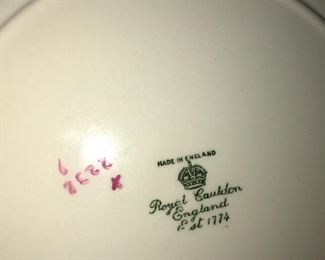 MADE IN ENGLAND
Royal Cauldon
England
Est 1774